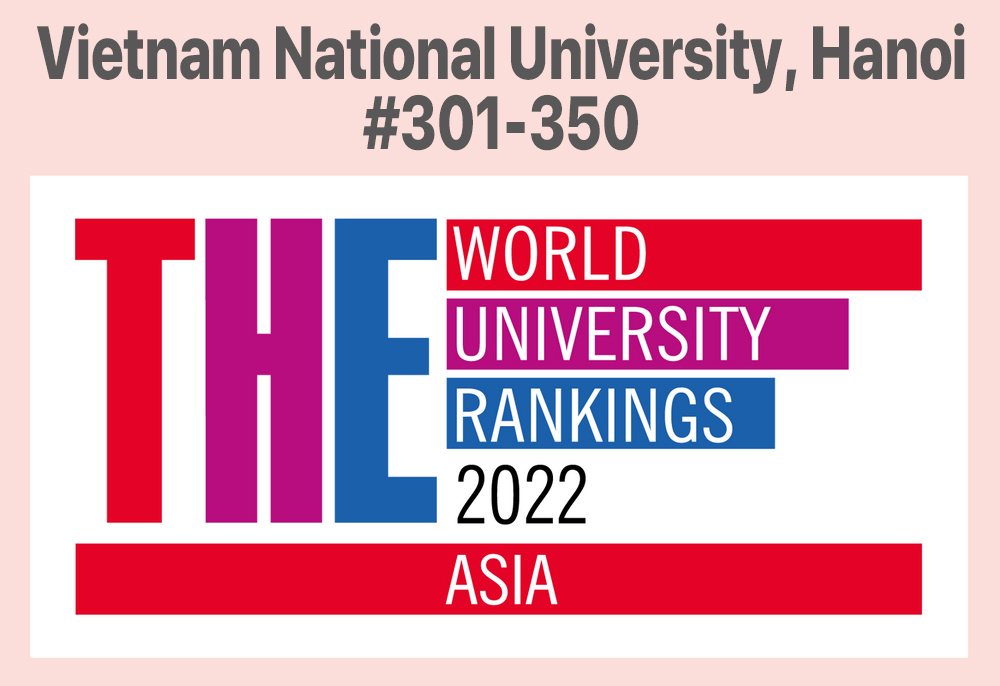 Vietnam National University, Hanoi
#301-350
THE
WORLD
UNIVERSITY
RANKINGS
2022
ASIA